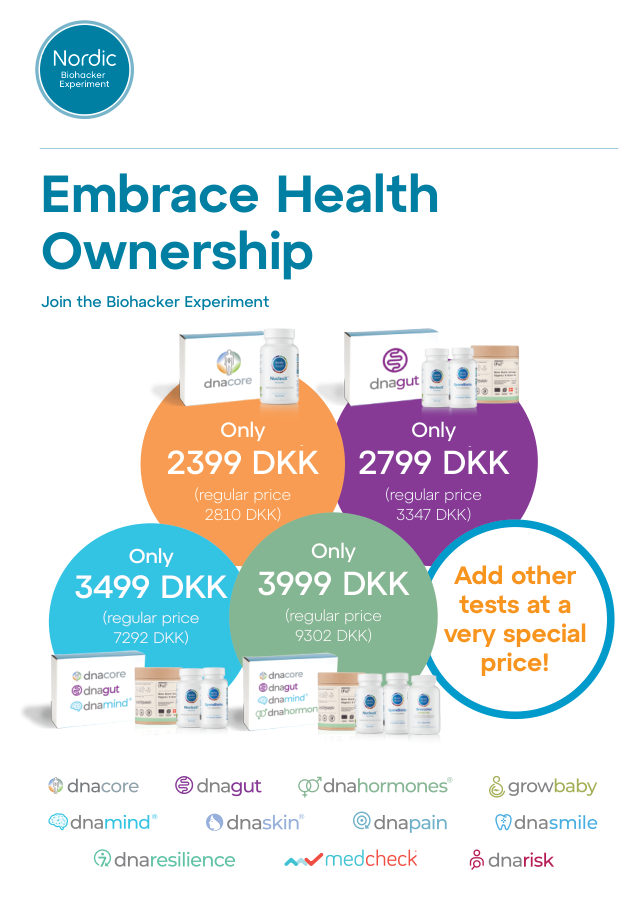 Nordic
Biohacker
Experiment
Embrace Health
Ownership
Join the Biohacker Experiment
dnacore
dnagut
Only
2399 DKK
(regular price
2810 DKK)
Only
2799 DKK
(regular price
3347 DKK)
Only
3499 DKK
(regular price
7292 DKK)
Only
3999 DKK
(regular price
9302 DKK)
Add other
tests at a
very special
price!
dnacore
dnagut
dnamind®
dnacore
dnagut
dnamind®
dnahormon
dnacore
dnagut
dnahormones®
growbaby
dnamind®
dnaskin®
dnapain
dnasmile
dnaresilience
medcheck
dnarisk